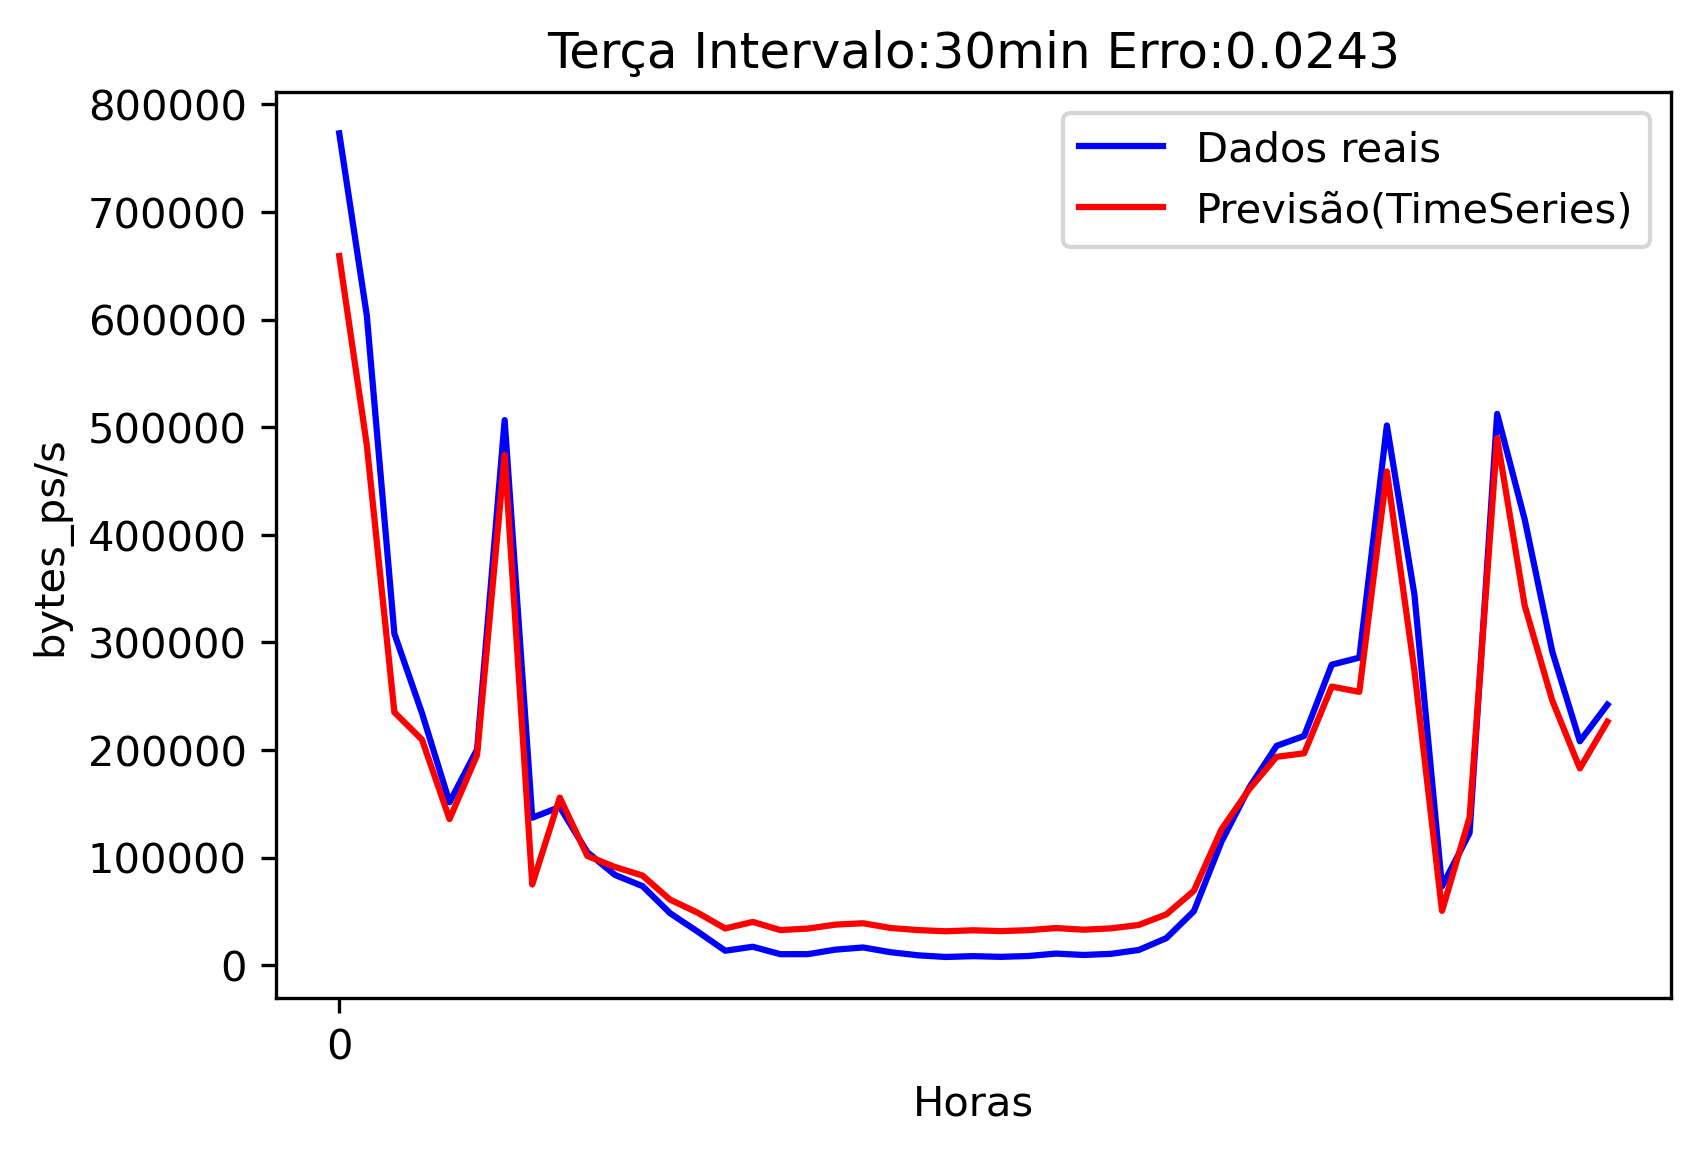 Terça Intervalo:30min Erro:0.0243
800000
700000
600000
500000
400000
300000
200000
100000
0
bytes_ps/s
Dados reais
Previsão(TimeSeries)
0
Horas